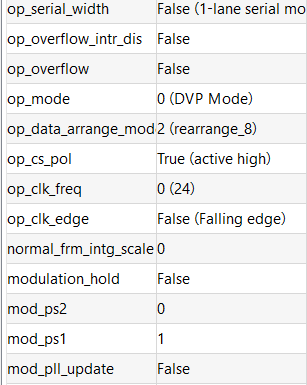 op_serial_width False (1-lane serial mo
op_overflow_intr_dis False
op_overflow False
op_mode 0 (DVP Mode)
op_data_arrange_mod 2 (rearrange_8)
op_cs_pol True (active high)
op_clk_freq 0 (24)
op_clk_edge False (Falling edge)
normal_frm_intg_scale 0
modulation_hold False
mod_ps2 0
mod_ps1 1
mod_pll_update False